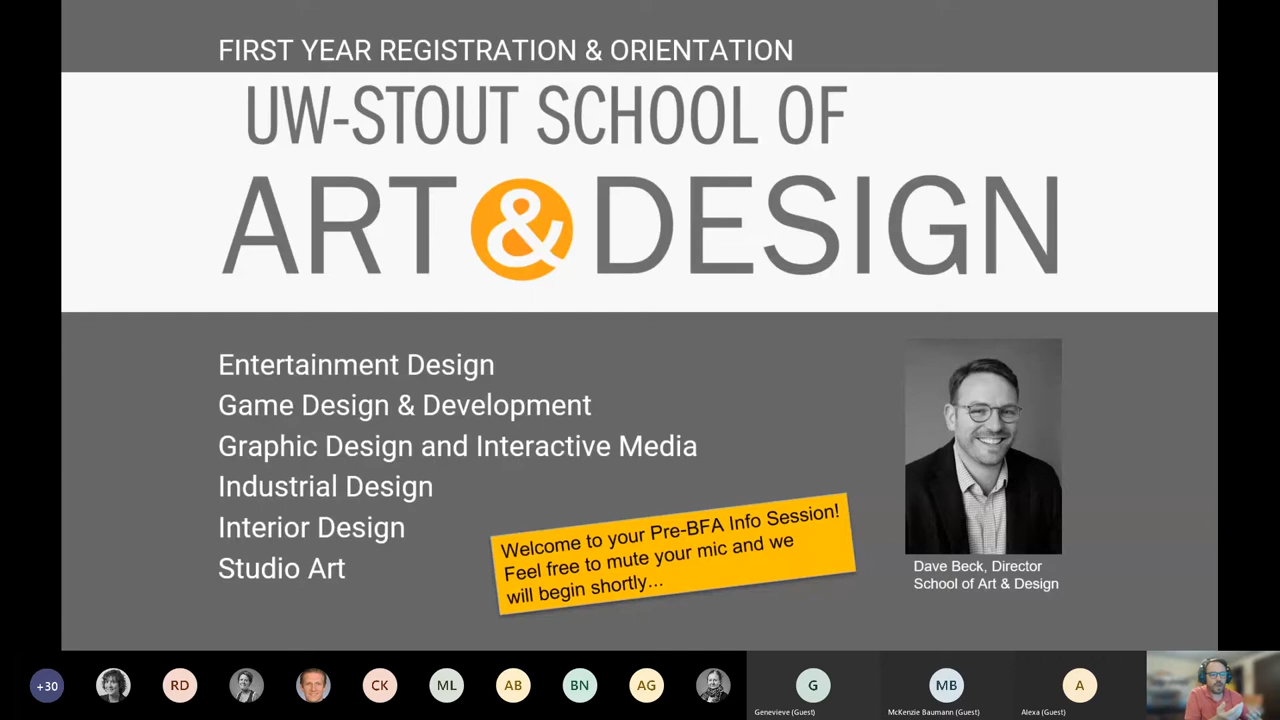 FIRST YEAR REGISTRATION & ORIENTATION
UW-STOUT SCHOOL OF
ART & DESIGN
Entertainment Design
Game Design & Development
Graphic Design and Interactive Media
Industrial Design
Interior Design
Studio Art
Welcome to your Pre-BFA Info Session!
Feel free to mute your mic and we
will begin shortly...
Dave Beck, Director
School of Art & Design
+30
RD
CK
ML
AB
BN
AG
G
MB
A
Genevieve (Guest)
McKenzie Baumann (Guest)
Alexa (Guest)